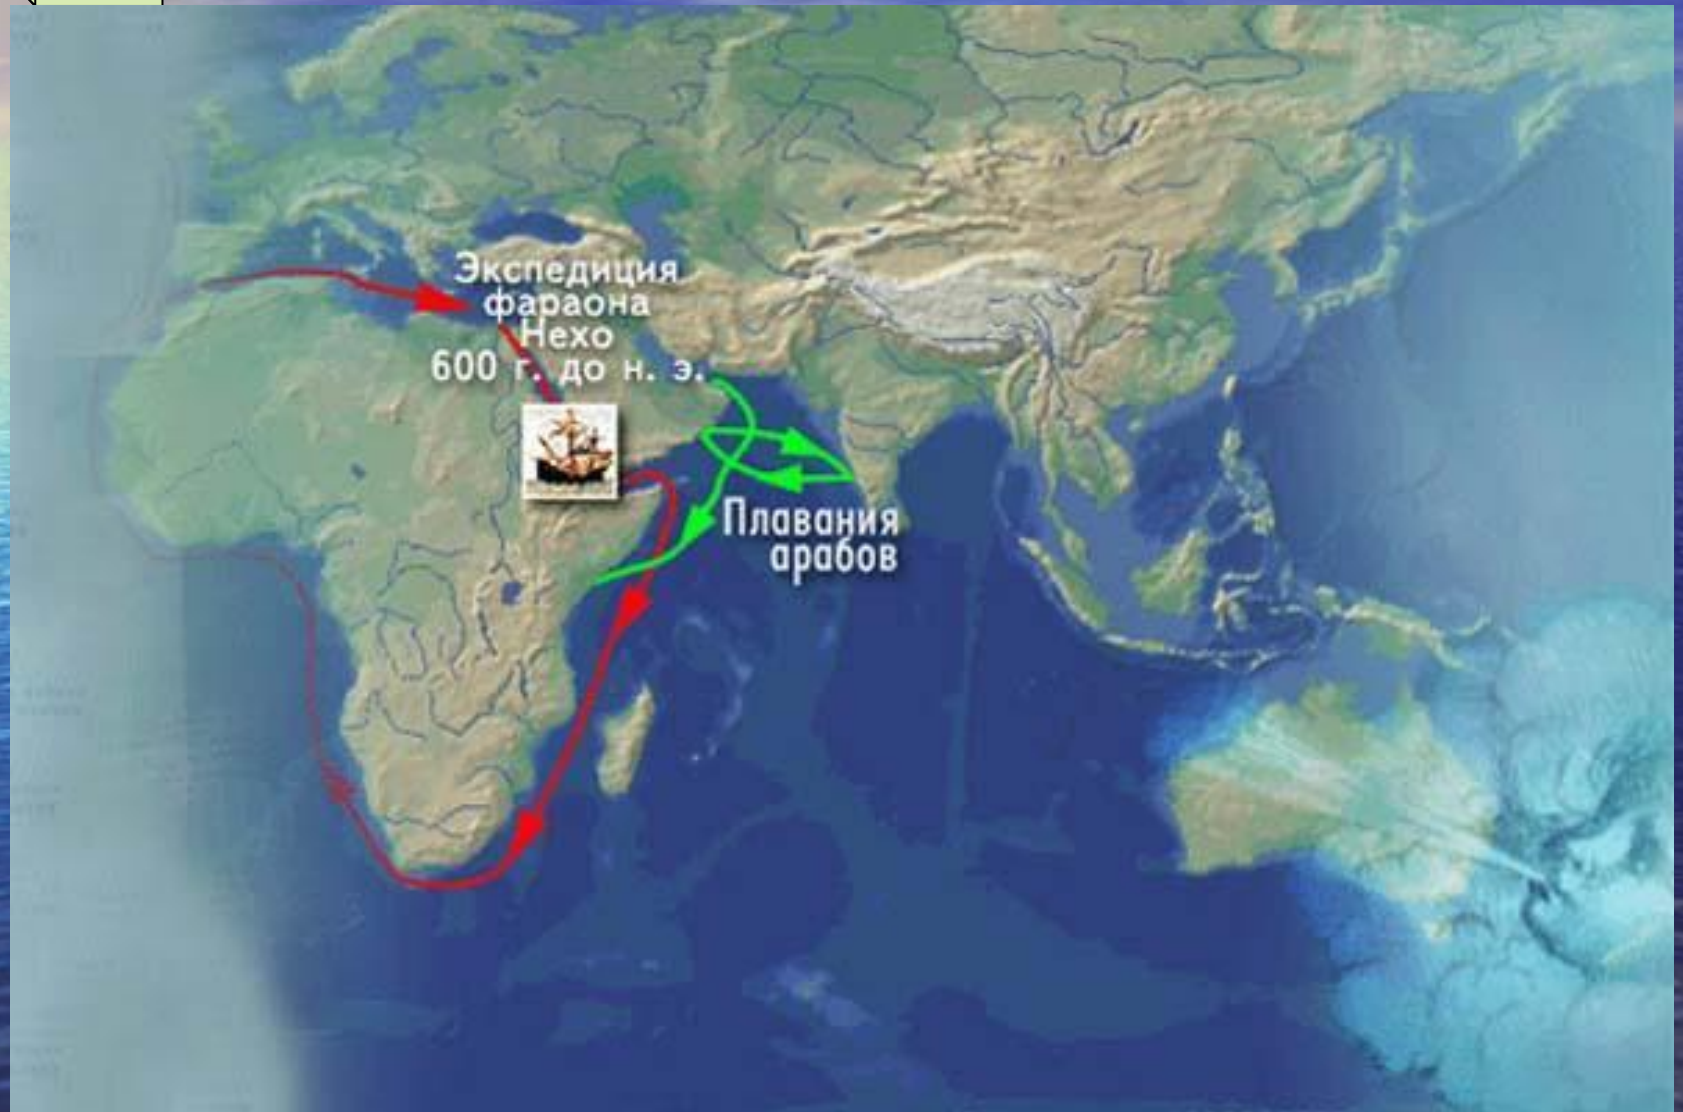 Экспедиция
фараона
Нехо
600 г. до н. э.
Плавания
арабов